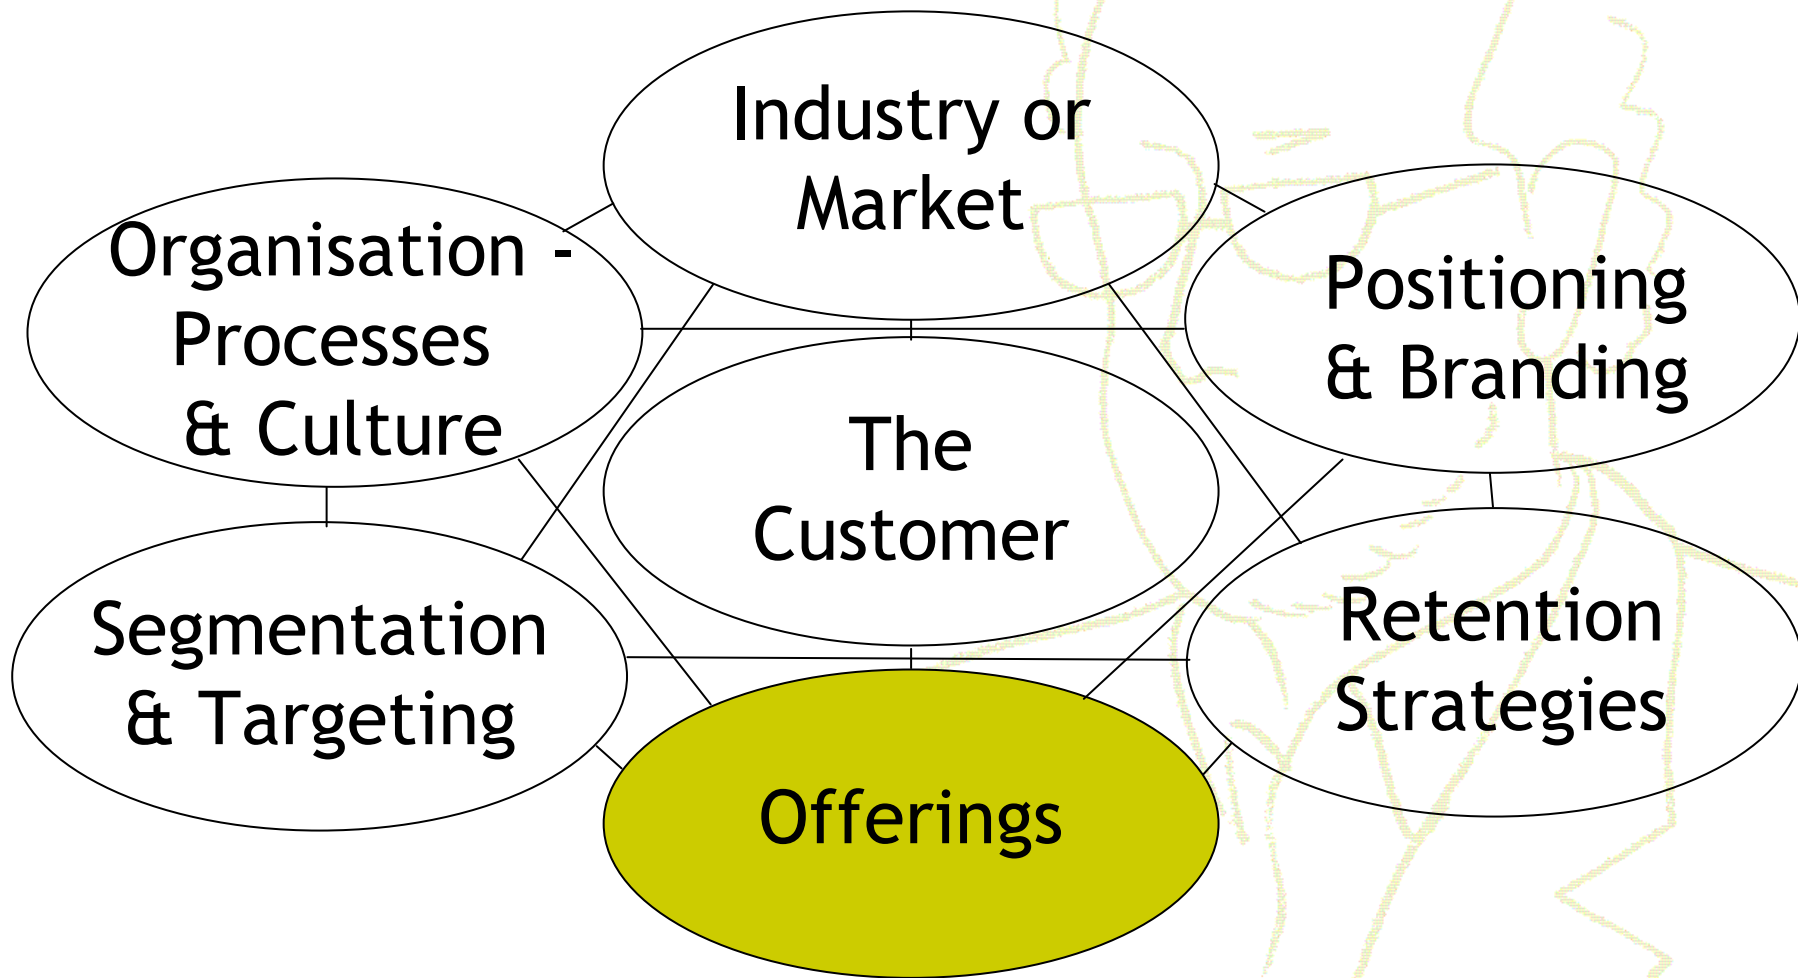 Industry or
Market
Organisation -
Processes
& Culture
Positioning
& Branding
The
Customer
Segmentation
& Targeting
Retention
Strategies
Offerings